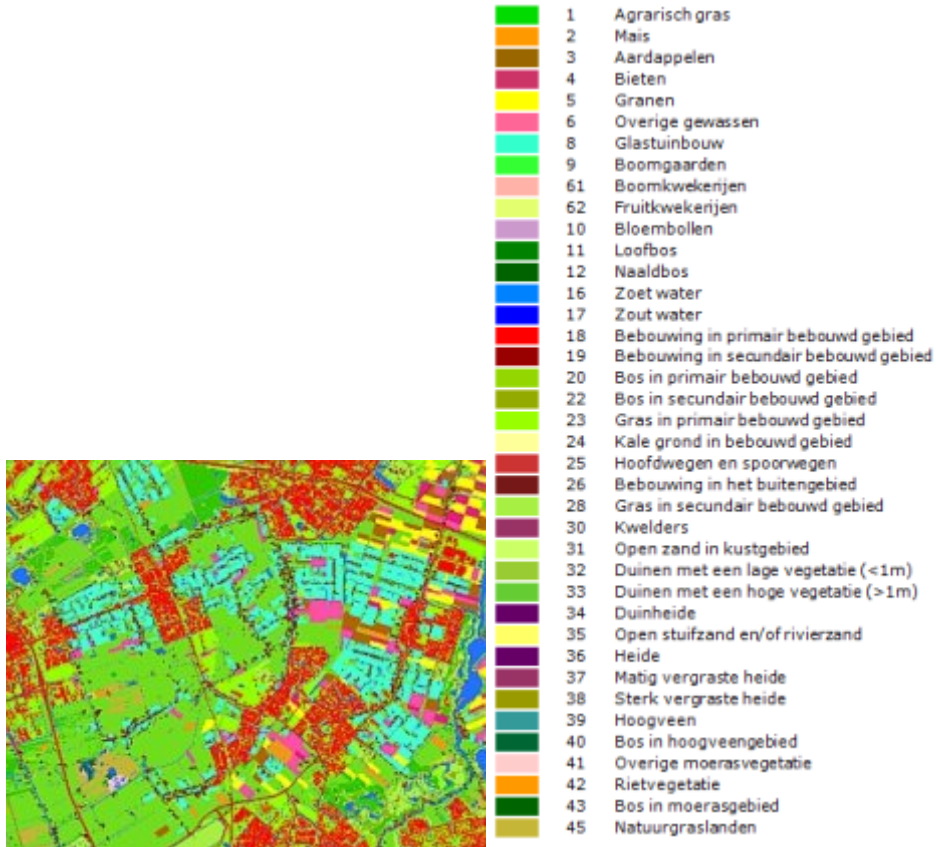 1 Agrarisch gras
2 Mais
3 Aardappelen
4 Bieten
5 Granen
6 Overige gewassen
8 Glastuinbouw
9 Boomgaarden
61 Boomkwekerijen
62 Fruitkwekerijen
10 Bloembollen
11 Loofbos
12 Naaldbos
16 Zoet water
17 Zout water
18 Bebouwing in primair bebouwd gebied
19 Bebouwing in secundair bebouwd gebied
20 Bos in primair bebouwd gebied
22 Bos in secundair bebouwd gebied
23 Gras in primair bebouwd gebied
24 Kale grond in bebouwd gebied
25 Hoofdwegen en spoorwegen
26 Bebouwing in het buitengebied
28 Gras in secundair bebouwd gebied
30 Kwelders
31 Open zand in kustgebied
32 Duinen met een lage vegetatie (<1m)
33 Duinen met een hoge vegetatie (>1m)
34 Duinheide
35 Open stuifzand en/of rivierzand
36 Heide
37 Matig vergraste heide
38 Sterk vergraste heide
39 Hoogveen
40 Bos in hoogveengebied
41 Overige moerasvegetatie
42 Rietvegetatie
43 Bos in moerasgebied
45 Natuurgraslanden